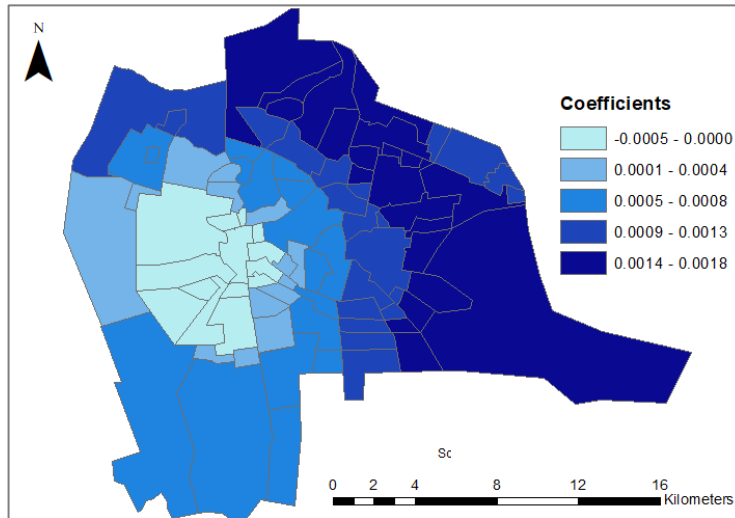 N
Coefficients
-0.0005 - 0.0000
0.0001 - 0.0004
0.0005 - 0.0008
0.0009 - 0.0013
0.0014 - 0.0018
Sc
0 2 4 8 12 16
Kilometers